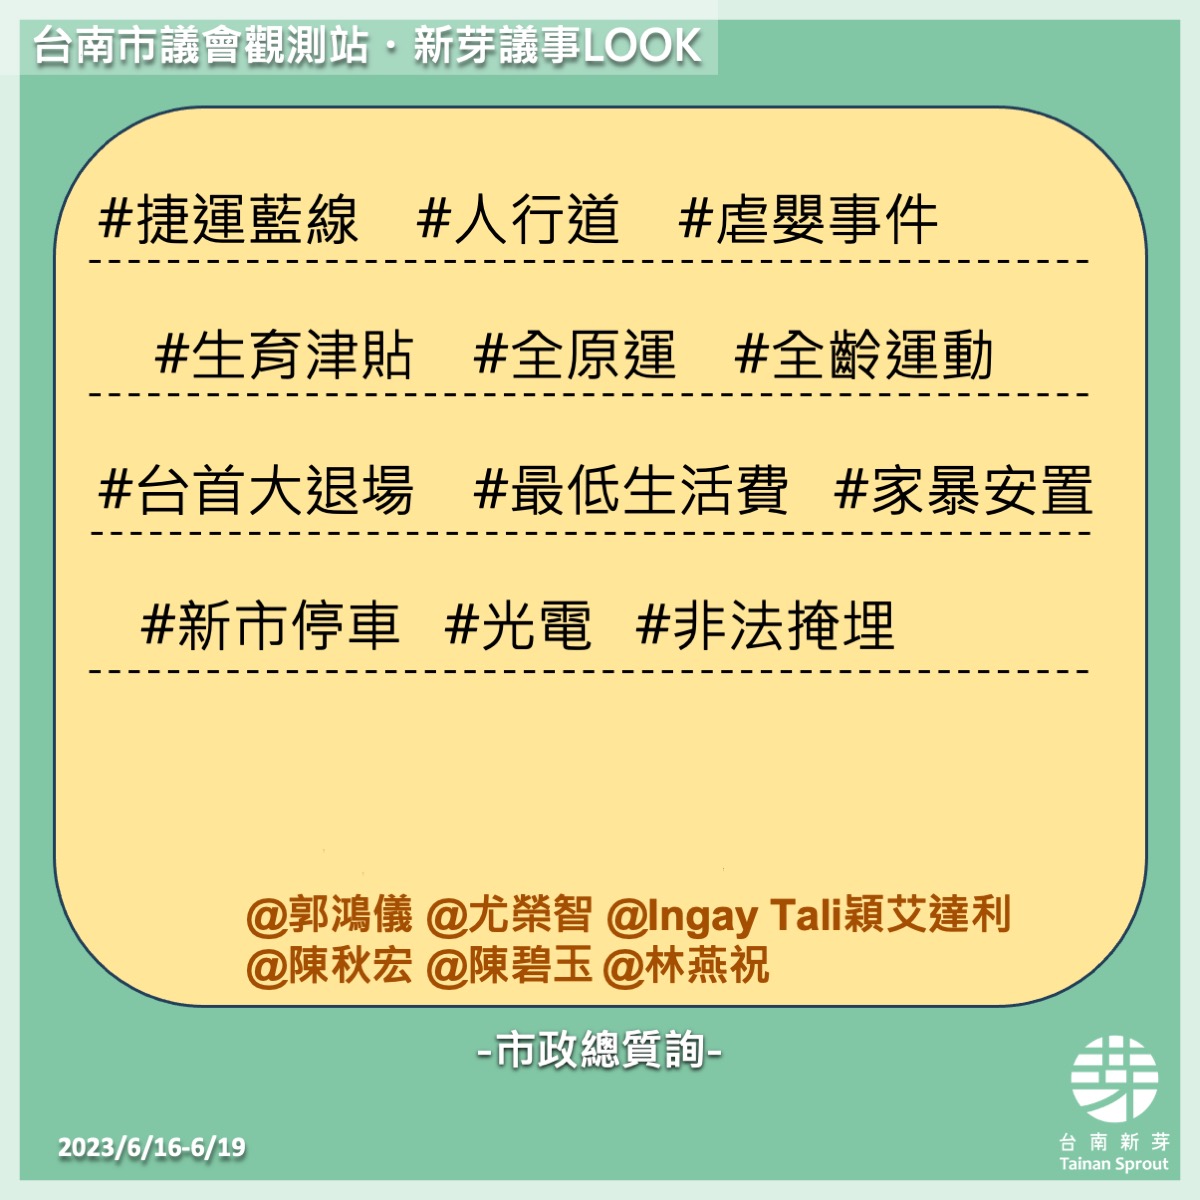 台南市議會觀測站・新芽議事LOOK
#捷運藍線 #人行道 #虐嬰事件
#生育津貼 #全原運 #全齡運動
#台首大退場 #最低生活費 #家暴安置
#新市停車 #光電 #非法掩埋
@郭鴻儀 @尤榮智 @Ingay Tali穎艾達利
@陳秋宏 @陳碧玉 @林燕祝
-市政總質詢-
2023/6/16-6/19
台南新芽
Tainan Sprout